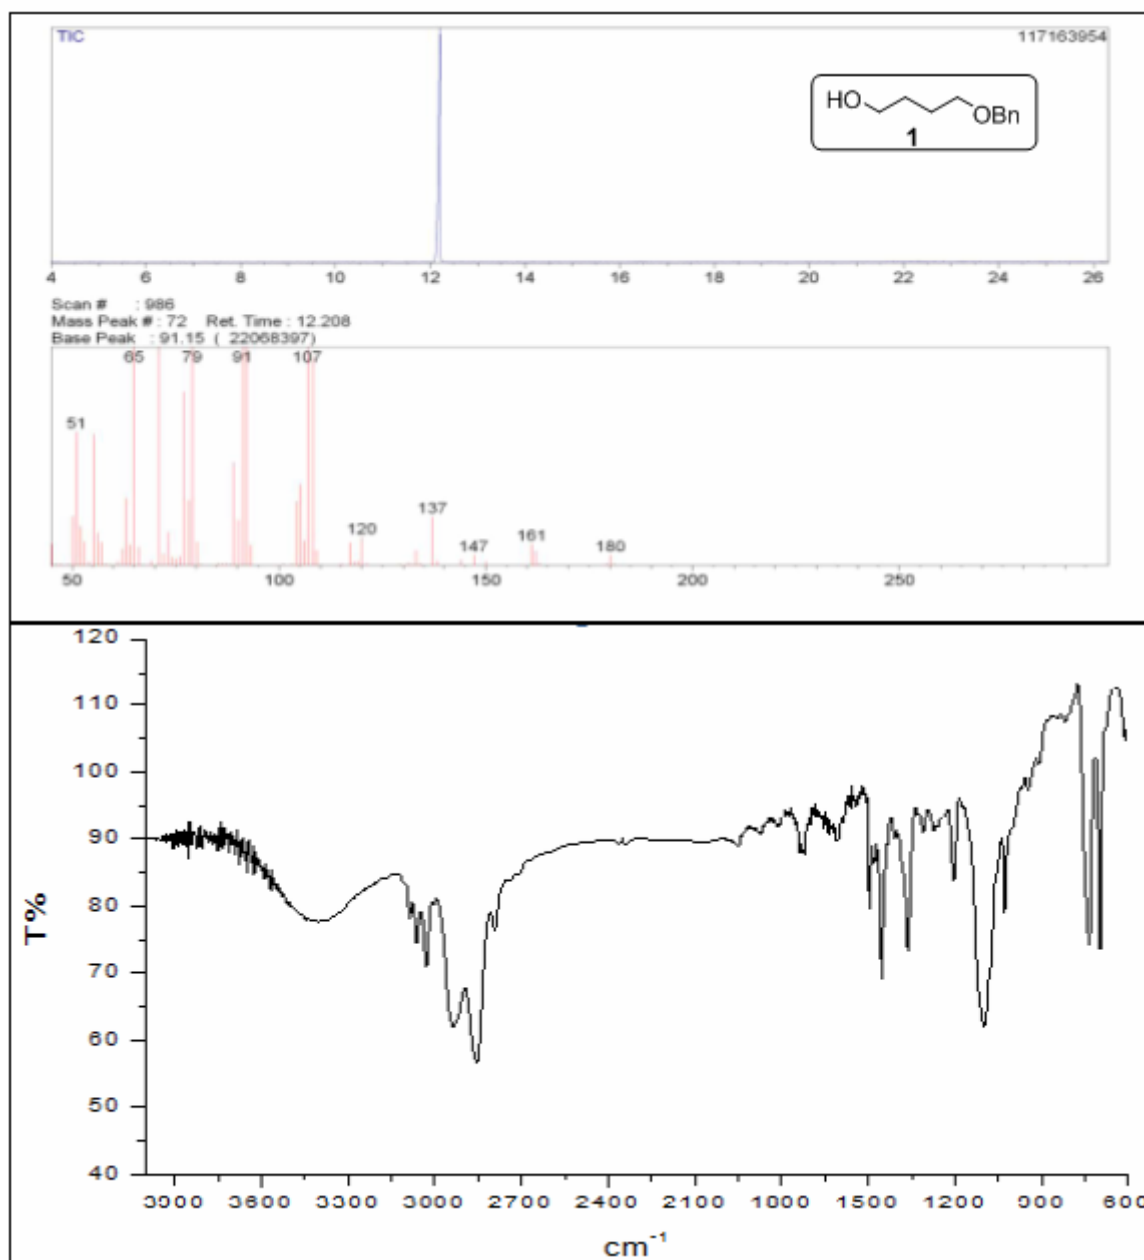 TIC 117163954
HO OBn
1
4 6 8 10 12 14 16 18 20 22 24 26
Scan # : 986
Mass Peak # : 72 Ret. Time : 12.208
Base Peak : 91.15 ( 22068397)
65 79 91 107
51
137
120
147 161 180
50 100 150 200 250
120
110
100
90
80
70
60
50
40
T%
3900 3600 3300 3000 2700 2400 2100 1800 1500 1200 900 600
cm-1